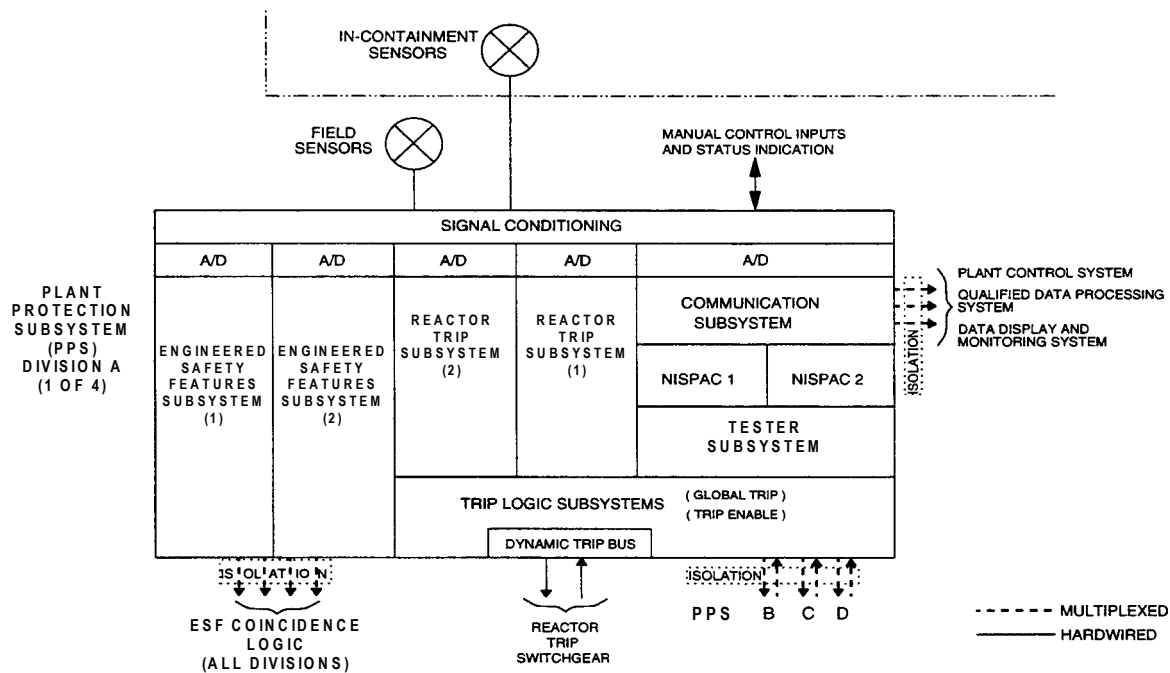 IN-CONTAINMENT
SENSORS
FIELD
SENSORS
MANUAL CONTROL INPUTS
AND STATUS INDICATION
SIGNAL CONDITIONING
A/D
A/D
A/D
A/D
A/D
PLANT
PROTECTION
SUBSYSTEM
(PPS)
DIVISION A
(1 OF 4)
ENGINEERED
SAFETY
FEATURES
SUBSYSTEM
(1)
ENGINEERED
SAFETY
FEATURES
SUBSYSTEM
(2)
REACTOR
TRIP
SUBSYSTEM
(2)
REACTOR
TRIP
SUBSYSTEM
(1)
COMMUNICATION
SUBSYSTEM
NISPAC 1
NISPAC 2
TESTER
SUBSYSTEM
ISOLATION
PLANT CONTROL SYSTEM
QUALIFIED DATA PROCESSING
SYSTEM
DATA DISPLAY AND
MONITORING SYSTEM
TRIP LOGIC SUBSYSTEMS
( GLOBAL TRIP )
( TRIP ENABLE )
DYNAMIC TRIP BUS
ISOLATION
ESF COINCIDENCE
LOGIC
(ALL DIVISIONS)
REACTOR
TRIP
SWITCHGEAR
ISOLATION
PPS B C D
MULTIPLEXED
HARDWIRED